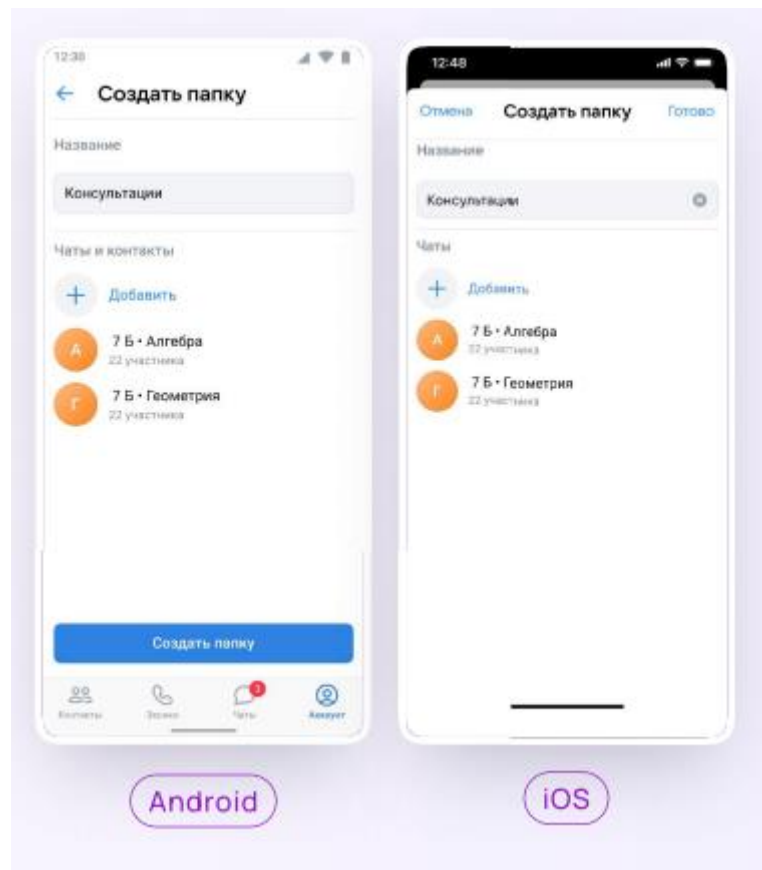 12:30
Создать папку
Название
Консультации
Чаты и контакты
Добавить
А
7 Б • Алгебра
22 участника
Г
7 Б • Геометрия
22 участника
Создать папку
3
Контакты
Звонки
Чаты
Аккаунт
Android
12:48
Отмена
Создать папку
Готово
Название
Консультации
Чаты
Добавить
А
7 Б • Алгебра
22 участника
Г
7 Б • Геометрия
22 участника
iOS